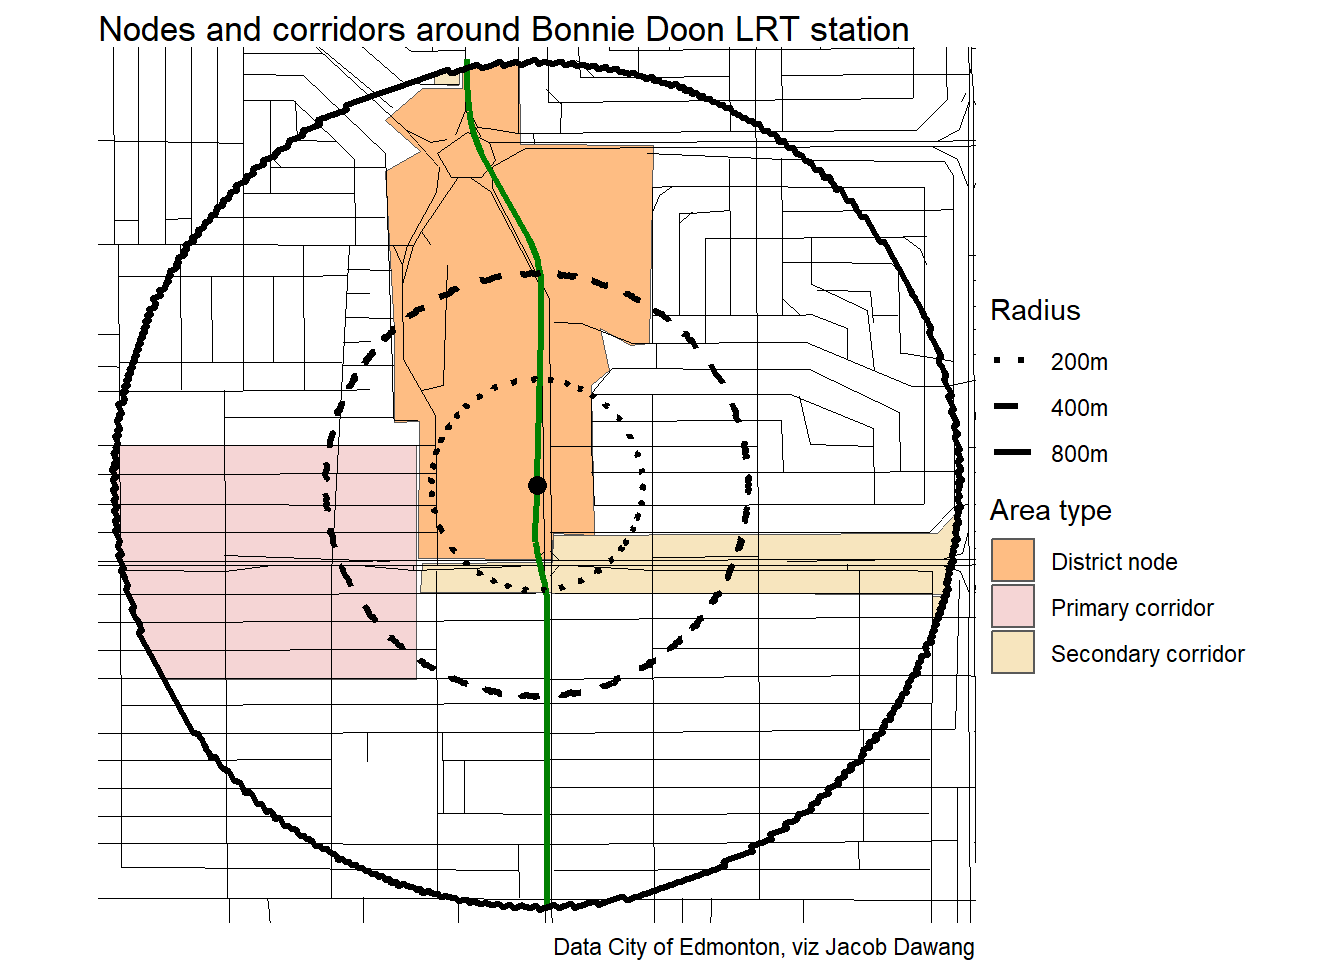 Nodes and corridors around Bonnie Doon LRT station
Radius
200m
400m
800m
Area type
District node
Primary corridor
Secondary corridor
Data City of Edmonton, viz Jacob Dawang